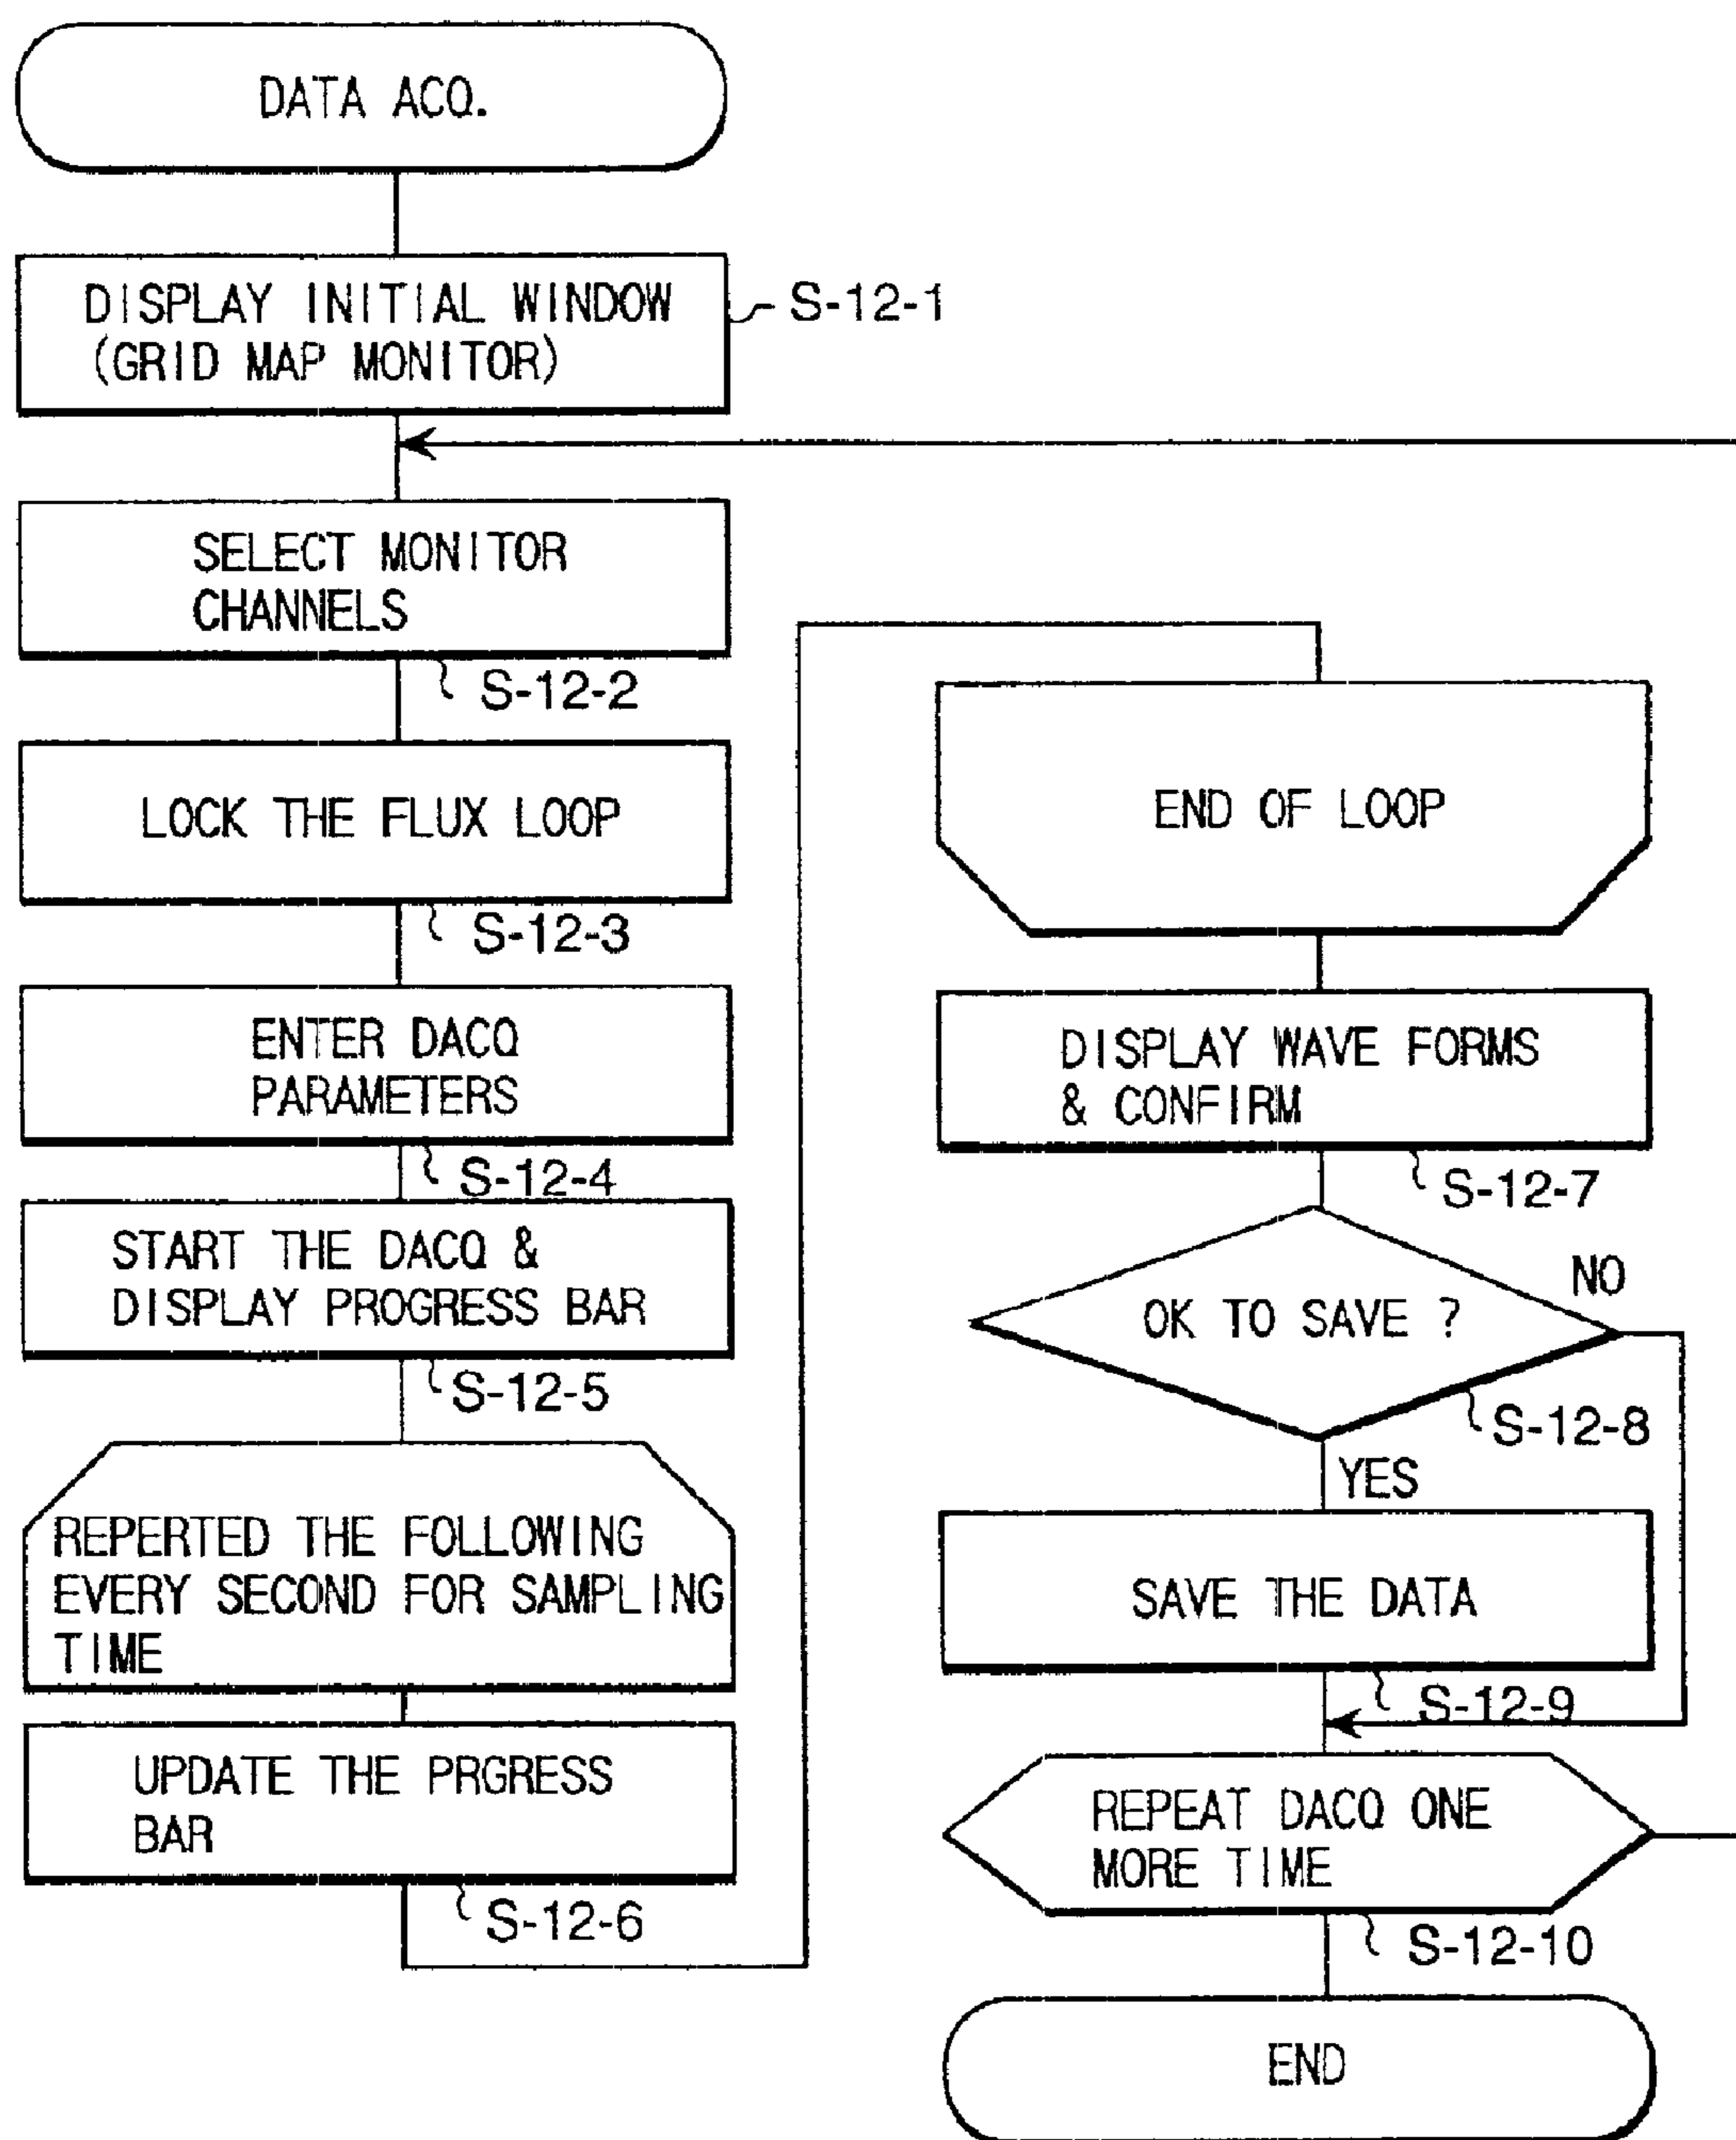 DATA ACQ.
DISPLAY INITIAL WINDOW
(GRID MAP MONITOR)
S-12-1
SELECT MONITOR
CHANNELS
S-12-2
LOCK THE FLUX LOOP
S-12-3
ENTER DACQ
PARAMETERS
S-12-4
START THE DACQ &
DISPLAY PROGRESS BAR
S-12-5
REPERTED THE FOLLOWING
EVERY SECOND FOR SAMPLING
TIME
UPDATE THE PRGRESS
BAR
S-12-6
END OF LOOP
DISPLAY WAVE FORMS
& CONFIRM
S-12-7
OK TO SAVE ?
NO
S-12-8
YES
SAVE THE DATA
S-12-9
REPEAT DACQ ONE
MORE TIME
S-12-10
END